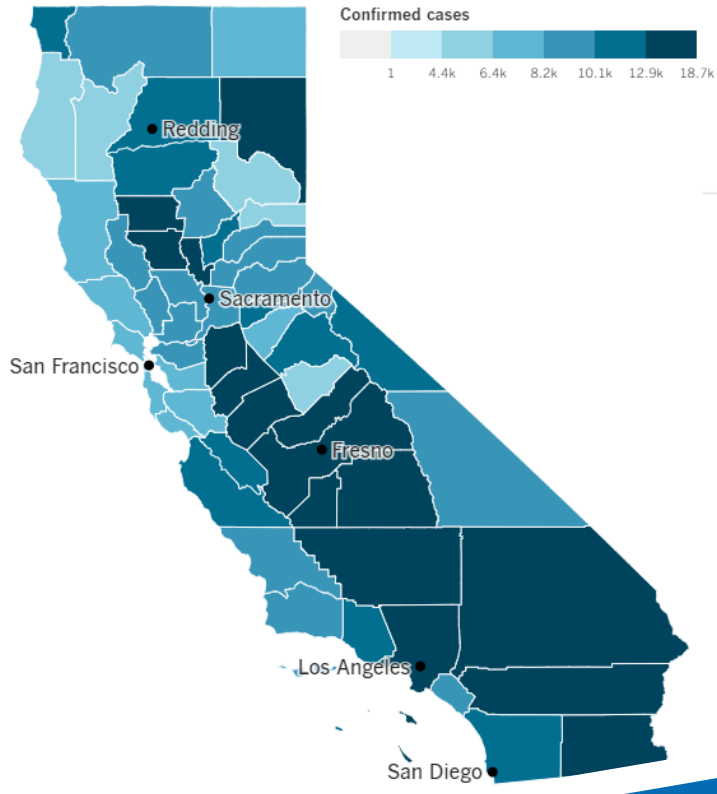 Confirmed cases
1 4.4k 6.4k 8.2k 10.1k 12.9k 18.7k
Redding
Sacramento
San Francisco
Fresno
Los Angeles
San Diego